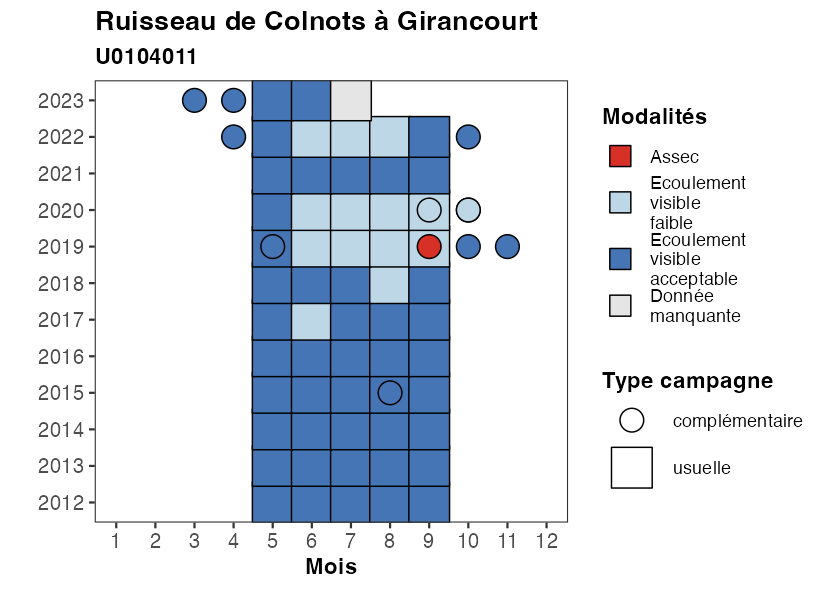 Ruisseau de Colnots à Girancourt
U0104011
2023
2022
2021
2020
2019
2018
2017
2016
2015
2014
2013
2012
1 2 3 4 5 6 7 8 9 10 11 12
Mois
Modalités
Assec
Ecoulement
visible
faible
Ecoulement
visible
acceptable
Donnée
manquante
Type campagne
complémentaire
usuelle